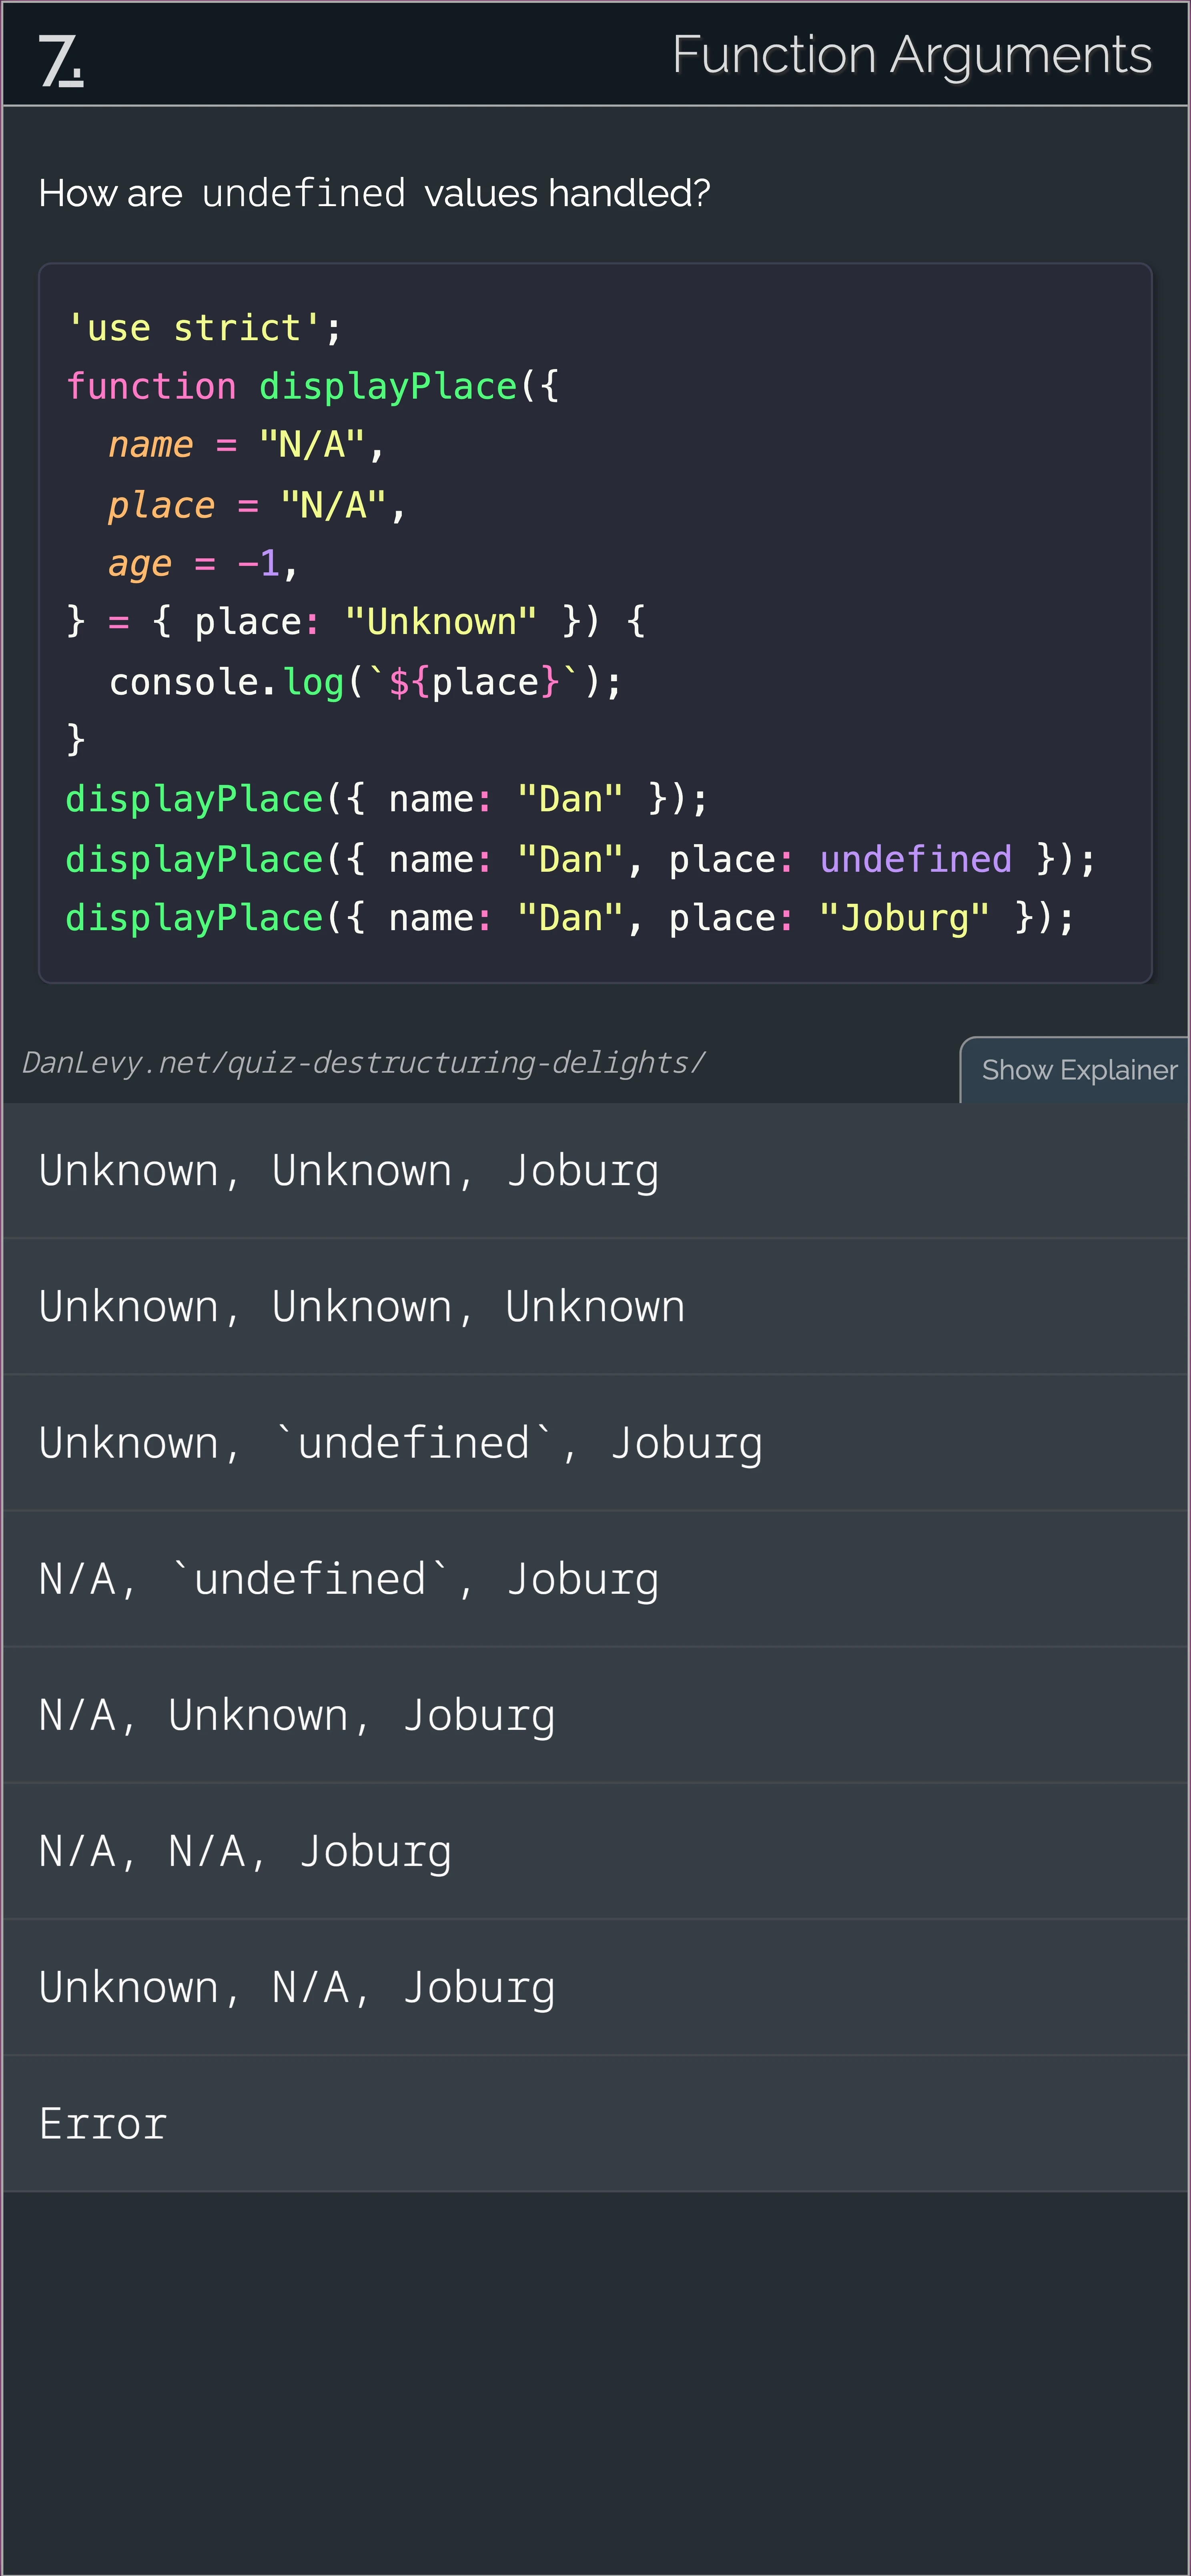 7.
Function Arguments
How are undefined values handled?
'use strict';
function displayPlace({
  name = "N/A",
  place = "N/A",
  age = -1,
} = { place: "Unknown" }) {
  console.log(`${place}`);
}
displayPlace({ name: "Dan" });
displayPlace({ name: "Dan", place: undefined });
displayPlace({ name: "Dan", place: "Joburg" });
DanLevy.net/quiz-destructuring-delights/
Show Explainer
Unknown, Unknown, Joburg
Unknown, Unknown, Unknown
Unknown, `undefined`, Joburg
N/A, `undefined`, Joburg
N/A, Unknown, Joburg
N/A, N/A, Joburg
Unknown, N/A, Joburg
Error